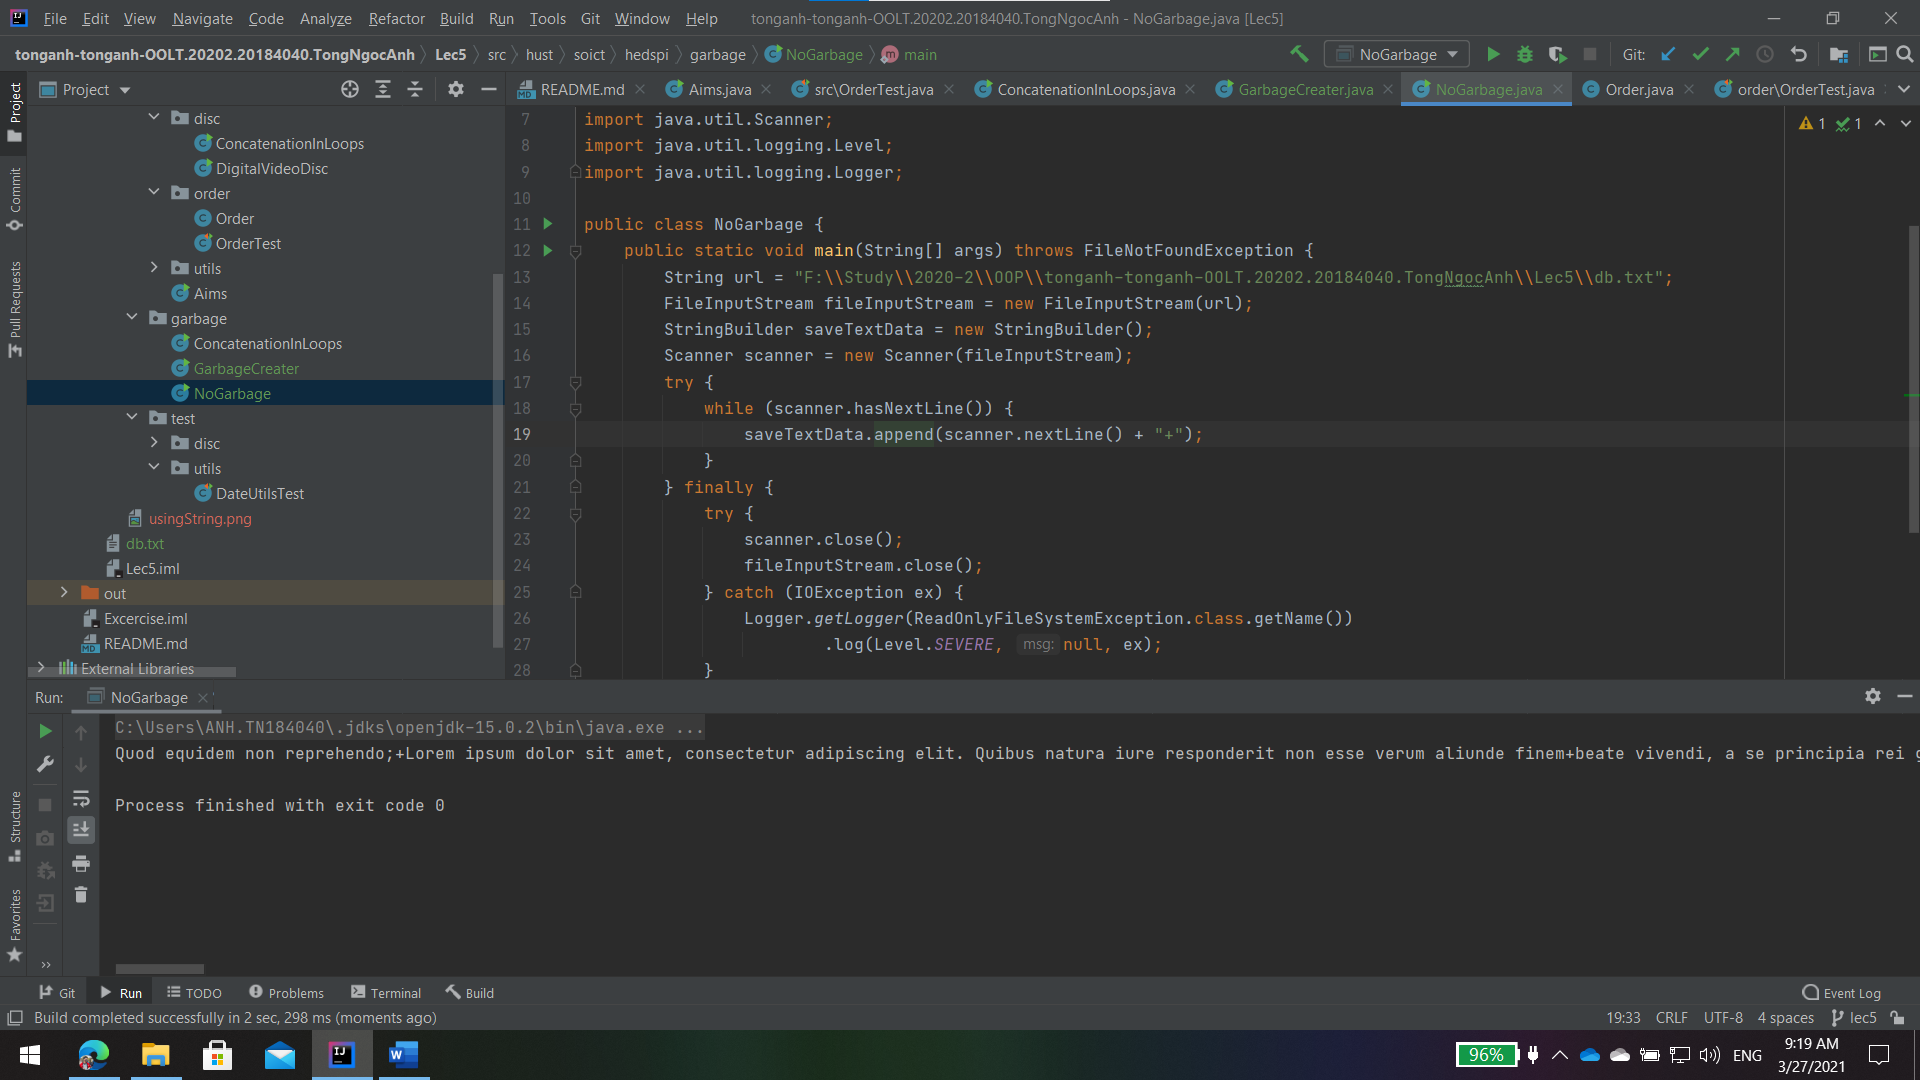 File Edit View Navigate Code Analyze Refactor Build Run Tools Git Window Help tonganh-tonganh-OOLT.20202.20184040.TongNgocAnh - NoGarbage.java [Lec5]
tonganh-tonganh-OOLT.20202.20184040.TongNgocAnh Lec5 src hust soict hedspi garbage NoGarbage main NoGarbage Git:
Project README.md Aims.java src\OrderTest.java ConcatenationInLoops.java GarbageCreater.java NoGarbage.java Order.java order\OrderTest.java
Project
Commit
Pull Requests
disc
ConcatenationInLoops
DigitalVideoDisc
order
Order
OrderTest
utils
Aims
garbage
ConcatenationInLoops
GarbageCreater
NoGarbage
test
disc
utils
DateUtilsTest
usingString.png
db.txt
Lec5.iml
out
Excercise.iml
README.md
External Libraries
1 1
7 import java.util.Scanner;
8 import java.util.logging.Level;
9 import java.util.logging.Logger;
10
11 public class NoGarbage {
12 public static void main(String[] args) throws FileNotFoundException {
13 String url = "F:\\Study\\2020-2\\OOP\\tonganh-tonganh-OOLT.20202.20184040.TongNgocAnh\\Lec5\\db.txt";
14 FileInputStream fileInputStream = new FileInputStream(url);
15 StringBuilder saveTextData = new StringBuilder();
16 Scanner scanner = new Scanner(fileInputStream);
17 try {
18 while (scanner.hasNextLine()) {
19 saveTextData.append(scanner.nextLine() + "+");
20 }
21 } finally {
22 try {
23 scanner.close();
24 fileInputStream.close();
25 } catch (IOException ex) {
26 Logger.getLogger(ReadOnlyFileSystemException.class.getName())
27 .log(Level.SEVERE, msg: null, ex);
28 }
Run: NoGarbage
C:\Users\ANH.TN184040\.jdks\openjdk-15.0.2\bin\java.exe ...
Quod equidem non reprehendo;+Lorem ipsum dolor sit amet, consectetur adipiscing elit. Quibus natura iure responderit non esse verum aliunde finem+beate vivendi, a se principia rei
Process finished with exit code 0
Structure
Favorites
Git Run TODO Problems Terminal Build Event Log
Build completed successfully in 2 sec, 298 ms (moments ago) 19:33 CRLF UTF-8 4 spaces lec5
96% ENG 9:19 AM
3/27/2021